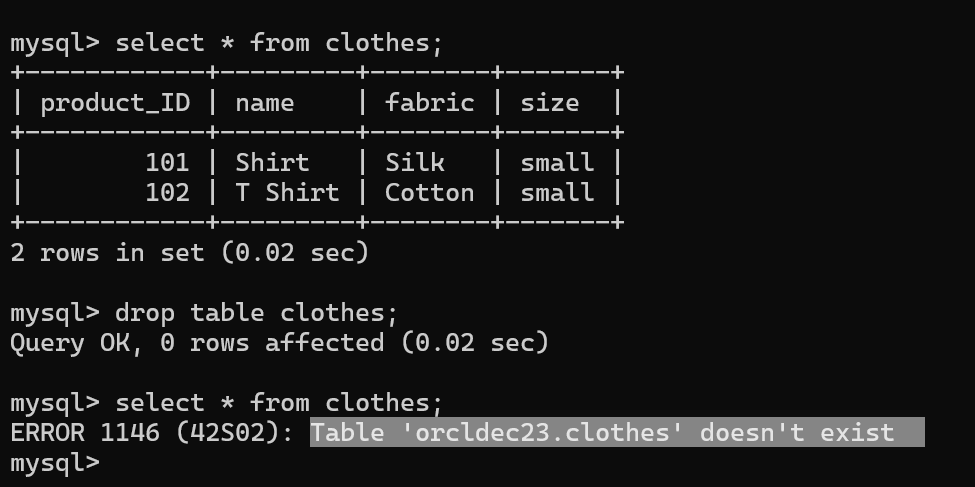 mysql> select * from clothes;
+------------+---------+--------+-------+
| product_ID | name    | fabric | size  |
+------------+---------+--------+-------+
|        101 | Shirt   | Silk   | small |
|        102 | T Shirt | Cotton | small |
+------------+---------+--------+-------+
2 rows in set (0.02 sec)
mysql> drop table clothes;
Query OK, 0 rows affected (0.02 sec)
mysql> select * from clothes;
ERROR 1146 (42S02): Table 'orcldec23.clothes' doesn't exist
mysql>